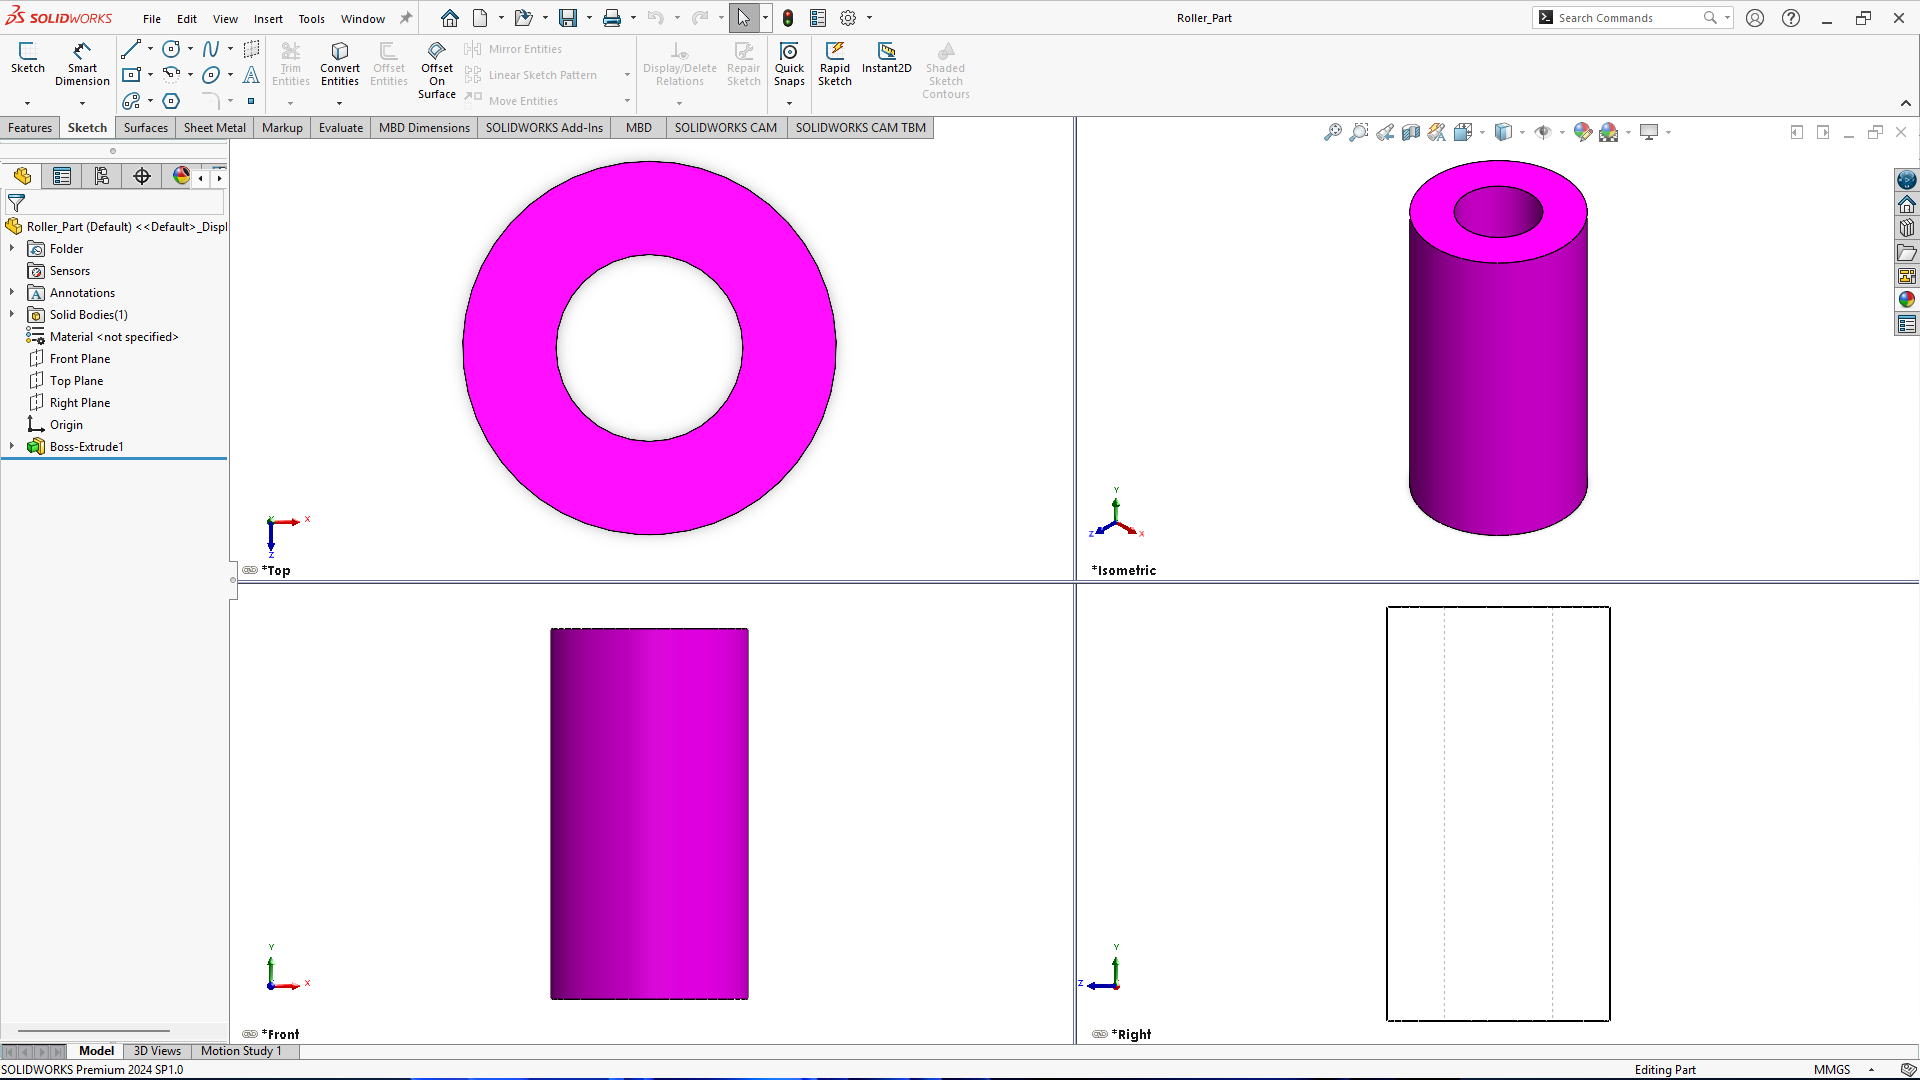 SOLIDWORKS
File
Edit
View
Insert
Tools
Window
Roller_Part
Search Commands
Sketch
Smart
Dimension
Trim
Entities
Convert
Entities
Offset
Entities
Offset
On
Surface
Mirror Entities
Linear Sketch Pattern
Move Entities
Display/Delete
Relations
Repair
Sketch
Quick
Snaps
Rapid
Sketch
Instant2D
Shaded
Sketch
Contours
Features
Sketch
Surfaces
Sheet Metal
Markup
Evaluate
MBD Dimensions
SOLIDWORKS Add-Ins
MBD
SOLIDWORKS CAM
SOLIDWORKS CAM TBM
Roller_Part (Default) <<Default>_Displ
Folder
Sensors
Annotations
Solid Bodies(1)
Material <not specified>
Front Plane
Top Plane
Right Plane
Origin
Boss-Extrude1
Y
X
Z
*Top
Y
Z
X
*Isometric
Y
X
*Front
Y
Z
*Right
Model
3D Views
Motion Study 1
SOLIDWORKS Premium 2024 SP1.0
Editing Part
MMGS